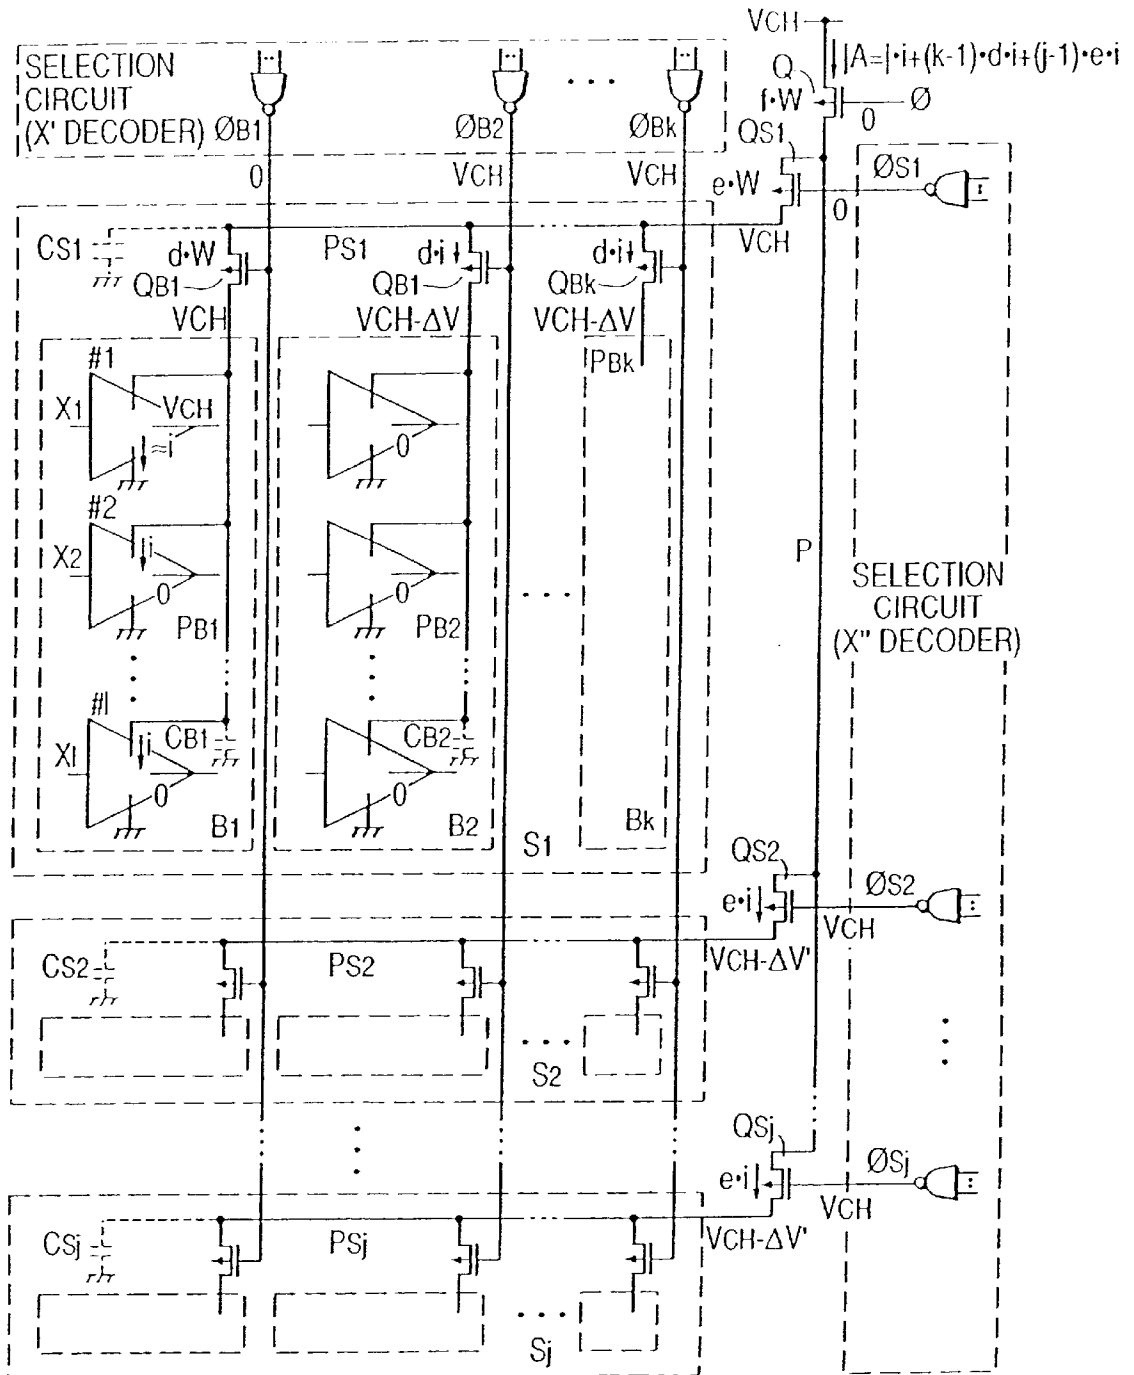 VCH
IA=l·i+(k-1)·d·i+(j-1)·e·i
SELECTION
CIRCUIT
(X' DECODER)
ØB1
ØB2
ØBk
Q
f·W
0
Ø
QS1
0
VCH
VCH
e·W
ØS1
0
VCH
CS1
PS1
d·W
QB1
VCH
d·i
QB1
VCH-ΔV
d·i
QBk
VCH-ΔV
PBk
#1
X1
VCH
≈i
0
#2
X2
i
0
PB1
0
PB2
P
SELECTION
CIRCUIT
(X" DECODER)
#l
Xl
i
0
CB1
B1
CB2
0
B2
Bk
S1
QS2
e·i
ØS2
VCH
VCH-ΔV'
CS2
PS2
S2
QSj
e·i
ØSj
VCH
VCH-ΔV'
CSj
PSj
Sj